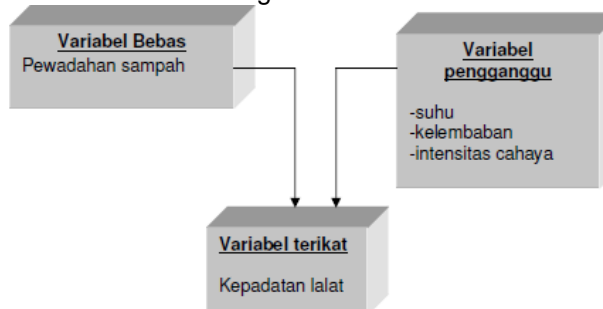 Variabel Bebas
Pewadahan sampah
Variabel
pengganggu
-suhu
-kelembaban
-intensitas cahaya
Variabel terikat
Kepadatan lalat